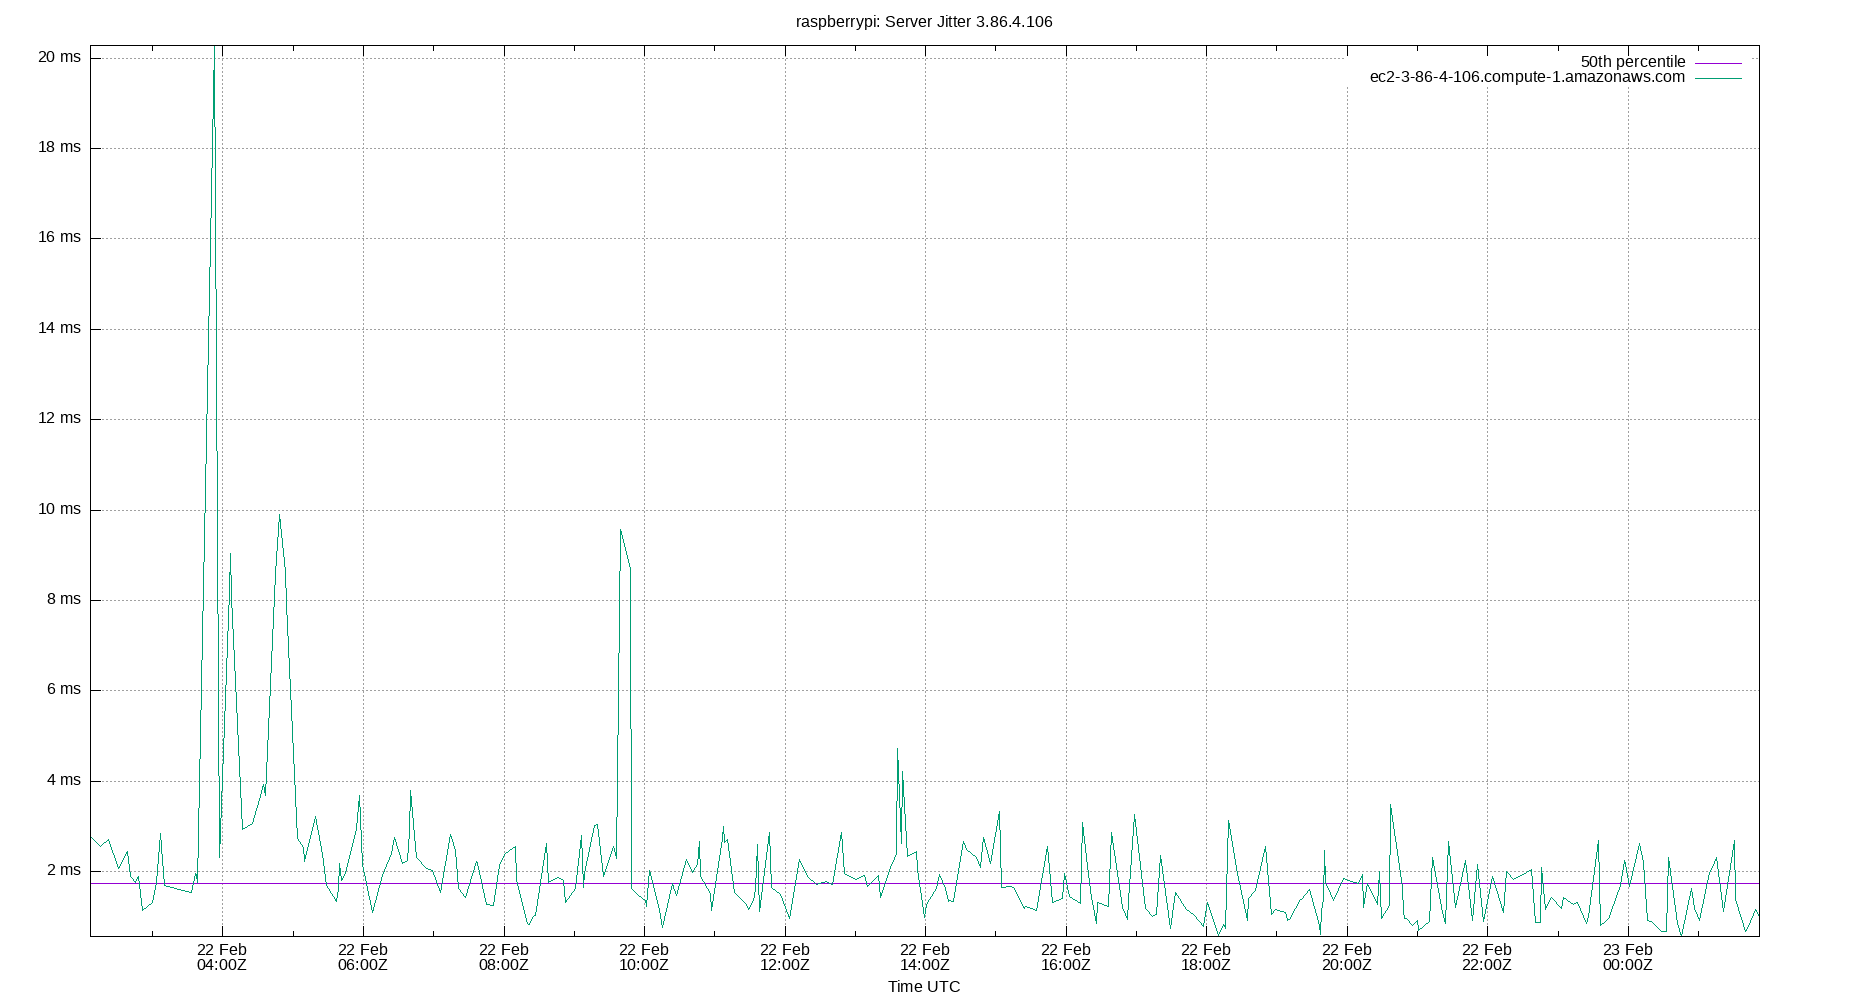 raspberrypi: Server Jitter 3.86.4.106
20 ms
18 ms
16 ms
14 ms
12 ms
10 ms
8 ms
6 ms
4 ms
2 ms
50th percentile
ec2-3-86-4-106.compute-1.amazonaws.com
22 Feb 22 Feb 22 Feb 22 Feb 22 Feb 22 Feb 22 Feb 22 Feb 22 Feb 22 Feb 23 Feb
04:00Z 06:00Z 08:00Z 10:00Z 12:00Z 14:00Z 16:00Z 18:00Z 20:00Z 22:00Z 00:00Z
Time UTC